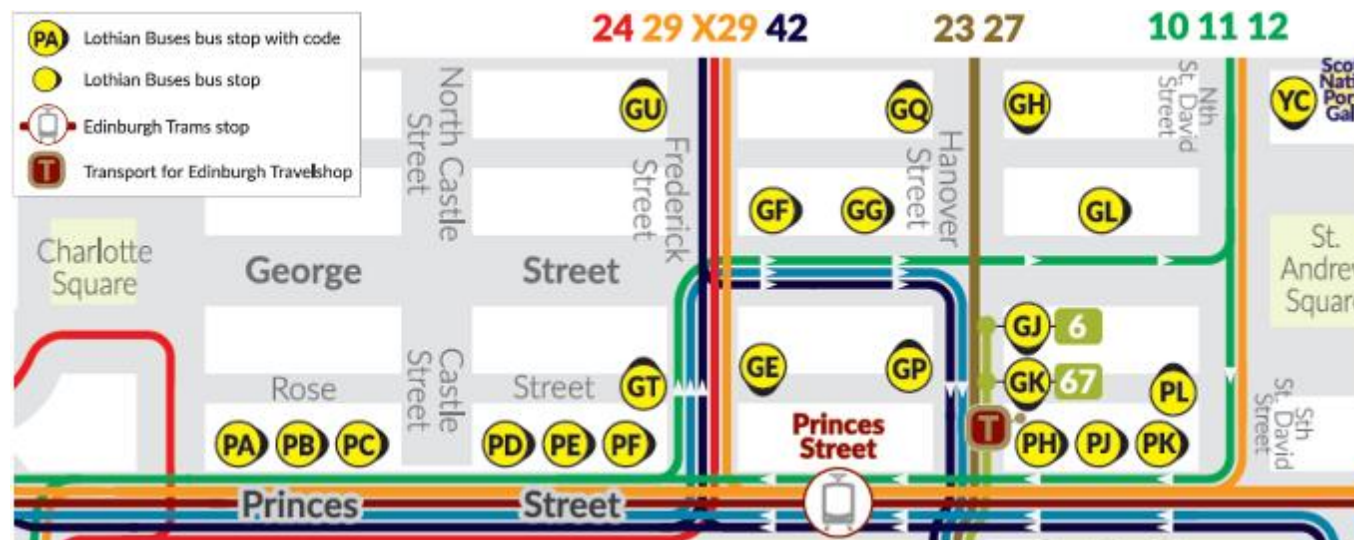 PA Lothian Buses bus stop with code
Lothian Buses bus stop
Edinburgh Trams stop
T Transport for Edinburgh Travelshop
24 29 X29 42
23 27
10 11 12
North Castle
Street
GU
Frederick
Street
GQ
Hanover
Street
GH
Nth
St. David
Street
YC
GF
GG
GL
Charlotte
Square
George
Street
St.
Square
GJ 6
GK 67
Castle
Street
Rose
Street
GT
GE
GP
PL
Sth
St. David
Street
PA PB PC
PD PE PF
Princes
Street
T
PH PJ PK
Princes
Street